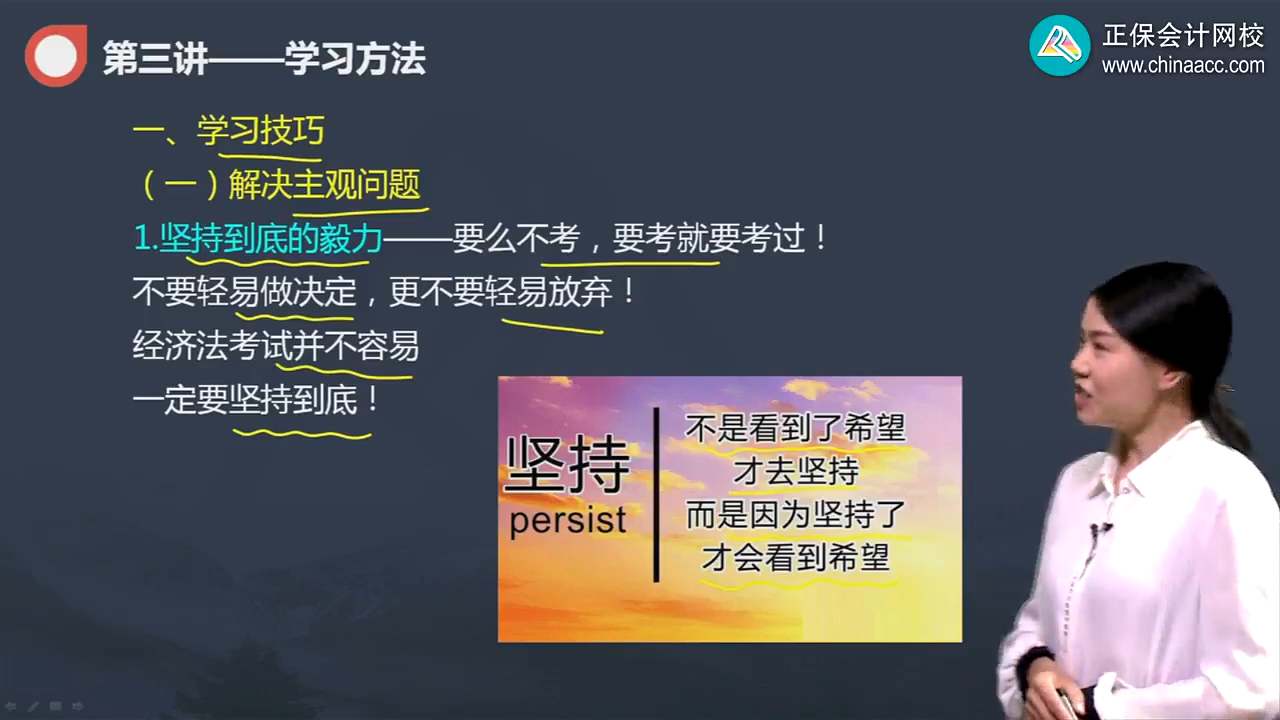 第三讲——学习方法
正保会计网校
www.chinaacc.com
一、学习技巧
（一）解决主观问题
1.坚持到底的毅力——要么不考，要考就要考过！
不要轻易做决定，更不要轻易放弃！
经济法考试并不容易
一定要坚持到底！
坚持
persist
不是看到了希望
才去坚持
而是因为坚持了
才会看到希望